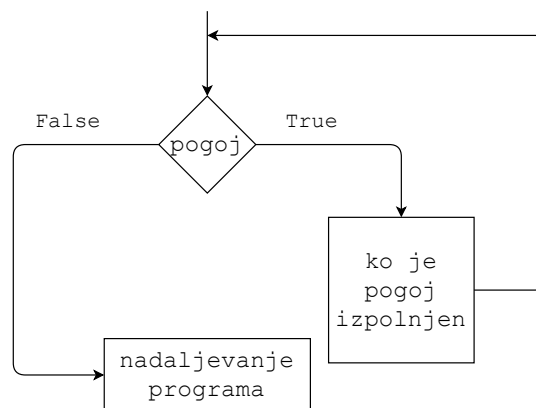 False
True
pogoj
ko je
pogoj
izpolnjen
nadaljevanje
programa